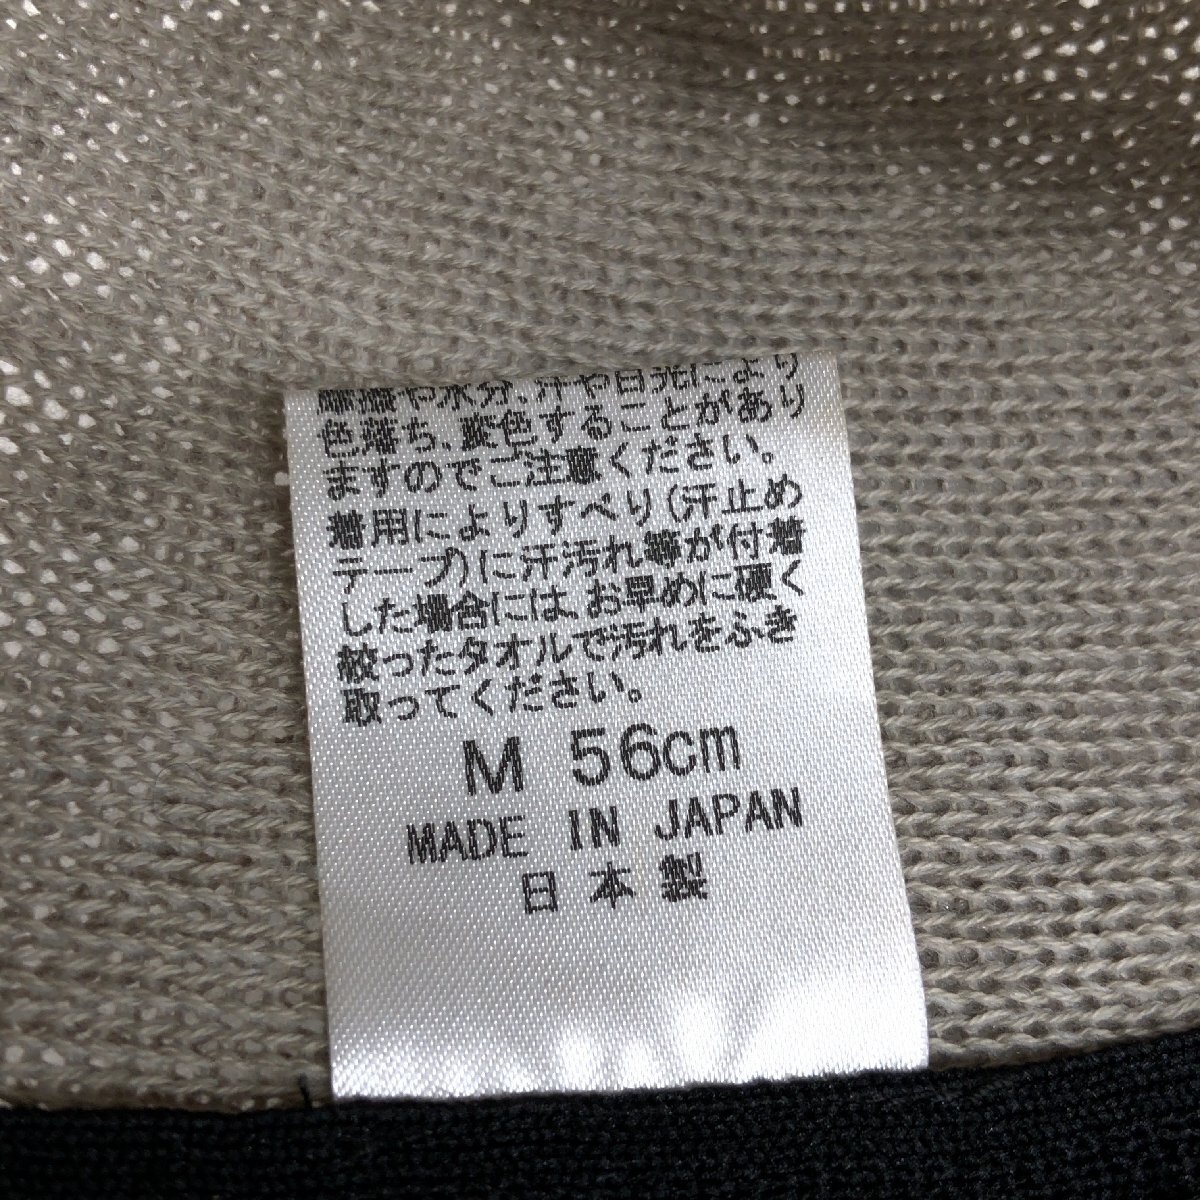 摩擦や水分、汗や日光により
色落ち、変色することがあり
ますのでご注意ください。
着用によりすべり(汗止め
テープ)に汗汚れ等が付着
した場合には、お早めに硬く
絞ったタオルで汚れをふき
取ってください。
M 56cm
MADE IN JAPAN
日本製